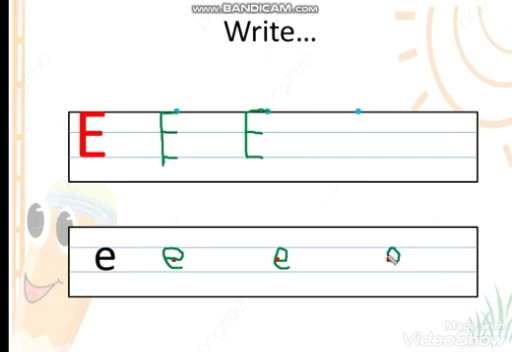 www.BANDICAM.com
Write...
E E E
e e e
Made with
VideoShow